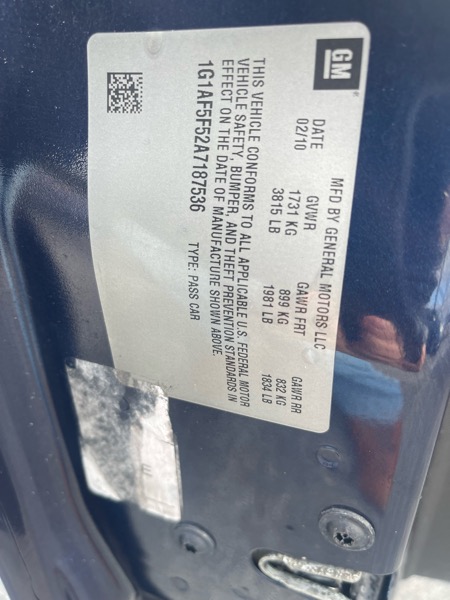 GM
MFD BY GENERAL MOTORS LLC
DATE GVWR GAWR FRT GAWR RR
02/10 1731 KG 899 KG 832 KG
3815 LB 1981 LB 1834 LB
THIS VEHICLE CONFORMS TO ALL APPLICABLE U.S. FEDERAL MOTOR
VEHICLE SAFETY, BUMPER, AND THEFT PREVENTION STANDARDS IN
EFFECT ON THE DATE OF MANUFACTURE SHOWN ABOVE.
1G1AF5F52A7187536 TYPE: PASS CAR